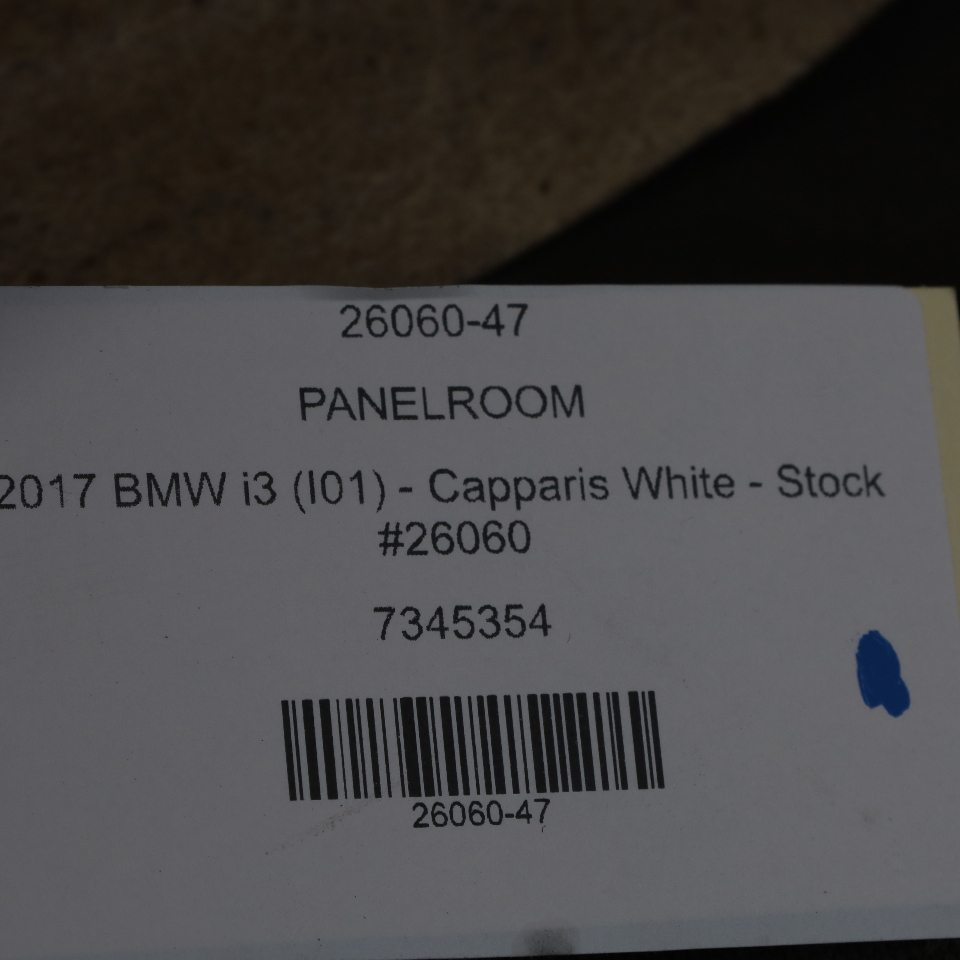 26060-47
PANELROOM
2017 BMW i3 (I01) - Capparis White - Stock
#26060
7345354
26060-47